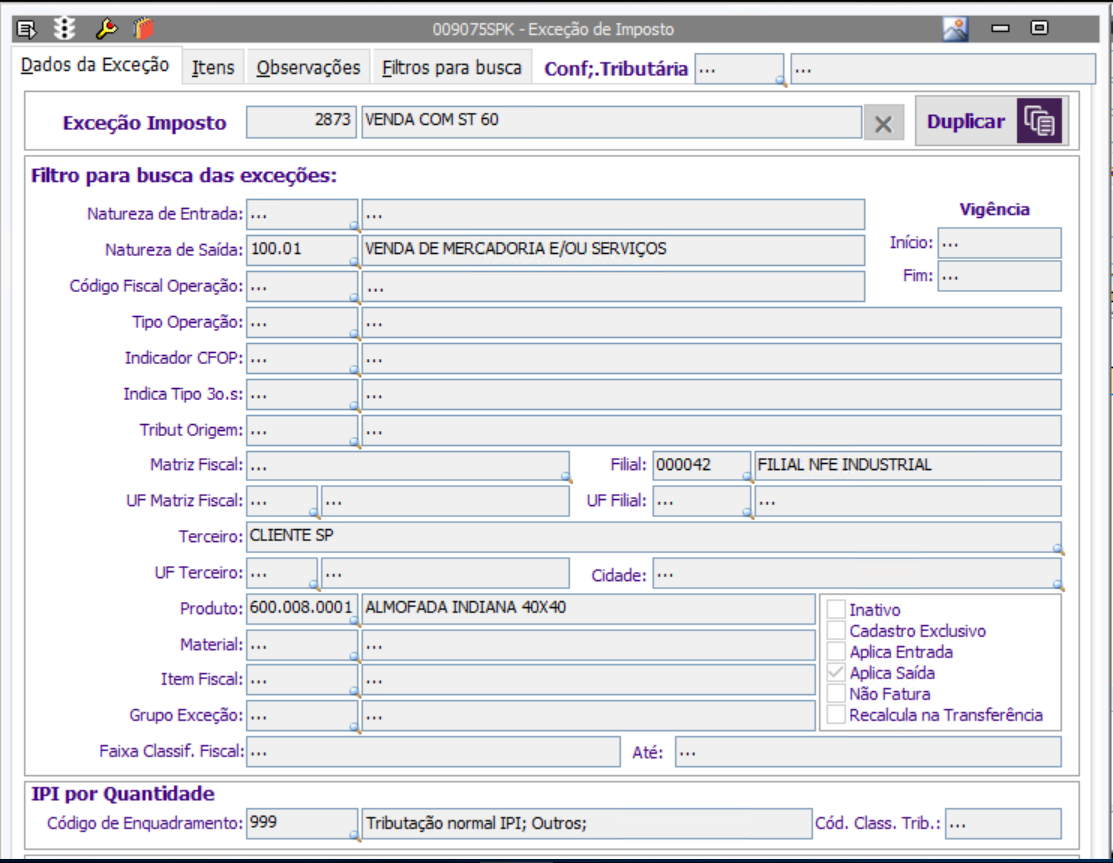 009075SPK - Exceção de Imposto
Dados da Exceção Itens Observações Filtros para busca Conf;.Tributária ... ...
Exceção Imposto 2873 VENDA COM ST 60 Duplicar
Filtro para busca das exceções:
Natureza de Entrada: ... ... Vigência
Natureza de Saída: 100.01 VENDA DE MERCADORIA E/OU SERVIÇOS Início: ...
Código Fiscal Operação: ... ... Fim: ...
Tipo Operação: ... ...
Indicador CFOP: ... ...
Indica Tipo 3o.s: ... ...
Tribut Origem: ... ...
Matriz Fiscal: ... Filial: 000042 FILIAL NFE INDUSTRIAL
UF Matriz Fiscal: ... ... UF Filial: ... ...
Terceiro: CLIENTE SP
UF Terceiro: ... ... Cidade: ...
Produto: 600.008.0001 ALMOFADA INDIANA 40X40 Inativo
Cadastro Exclusivo
Material: ... ... Aplica Entrada
Item Fiscal: ... ... Aplica Saída
Não Fatura
Grupo Exceção: ... ... Recalcula na Transferência
Faixa Classif. Fiscal: ... Até: ...
IPI por Quantidade
Código de Enquadramento: 999 Tributação normal IPI; Outros; Cód. Class. Trib.: ...